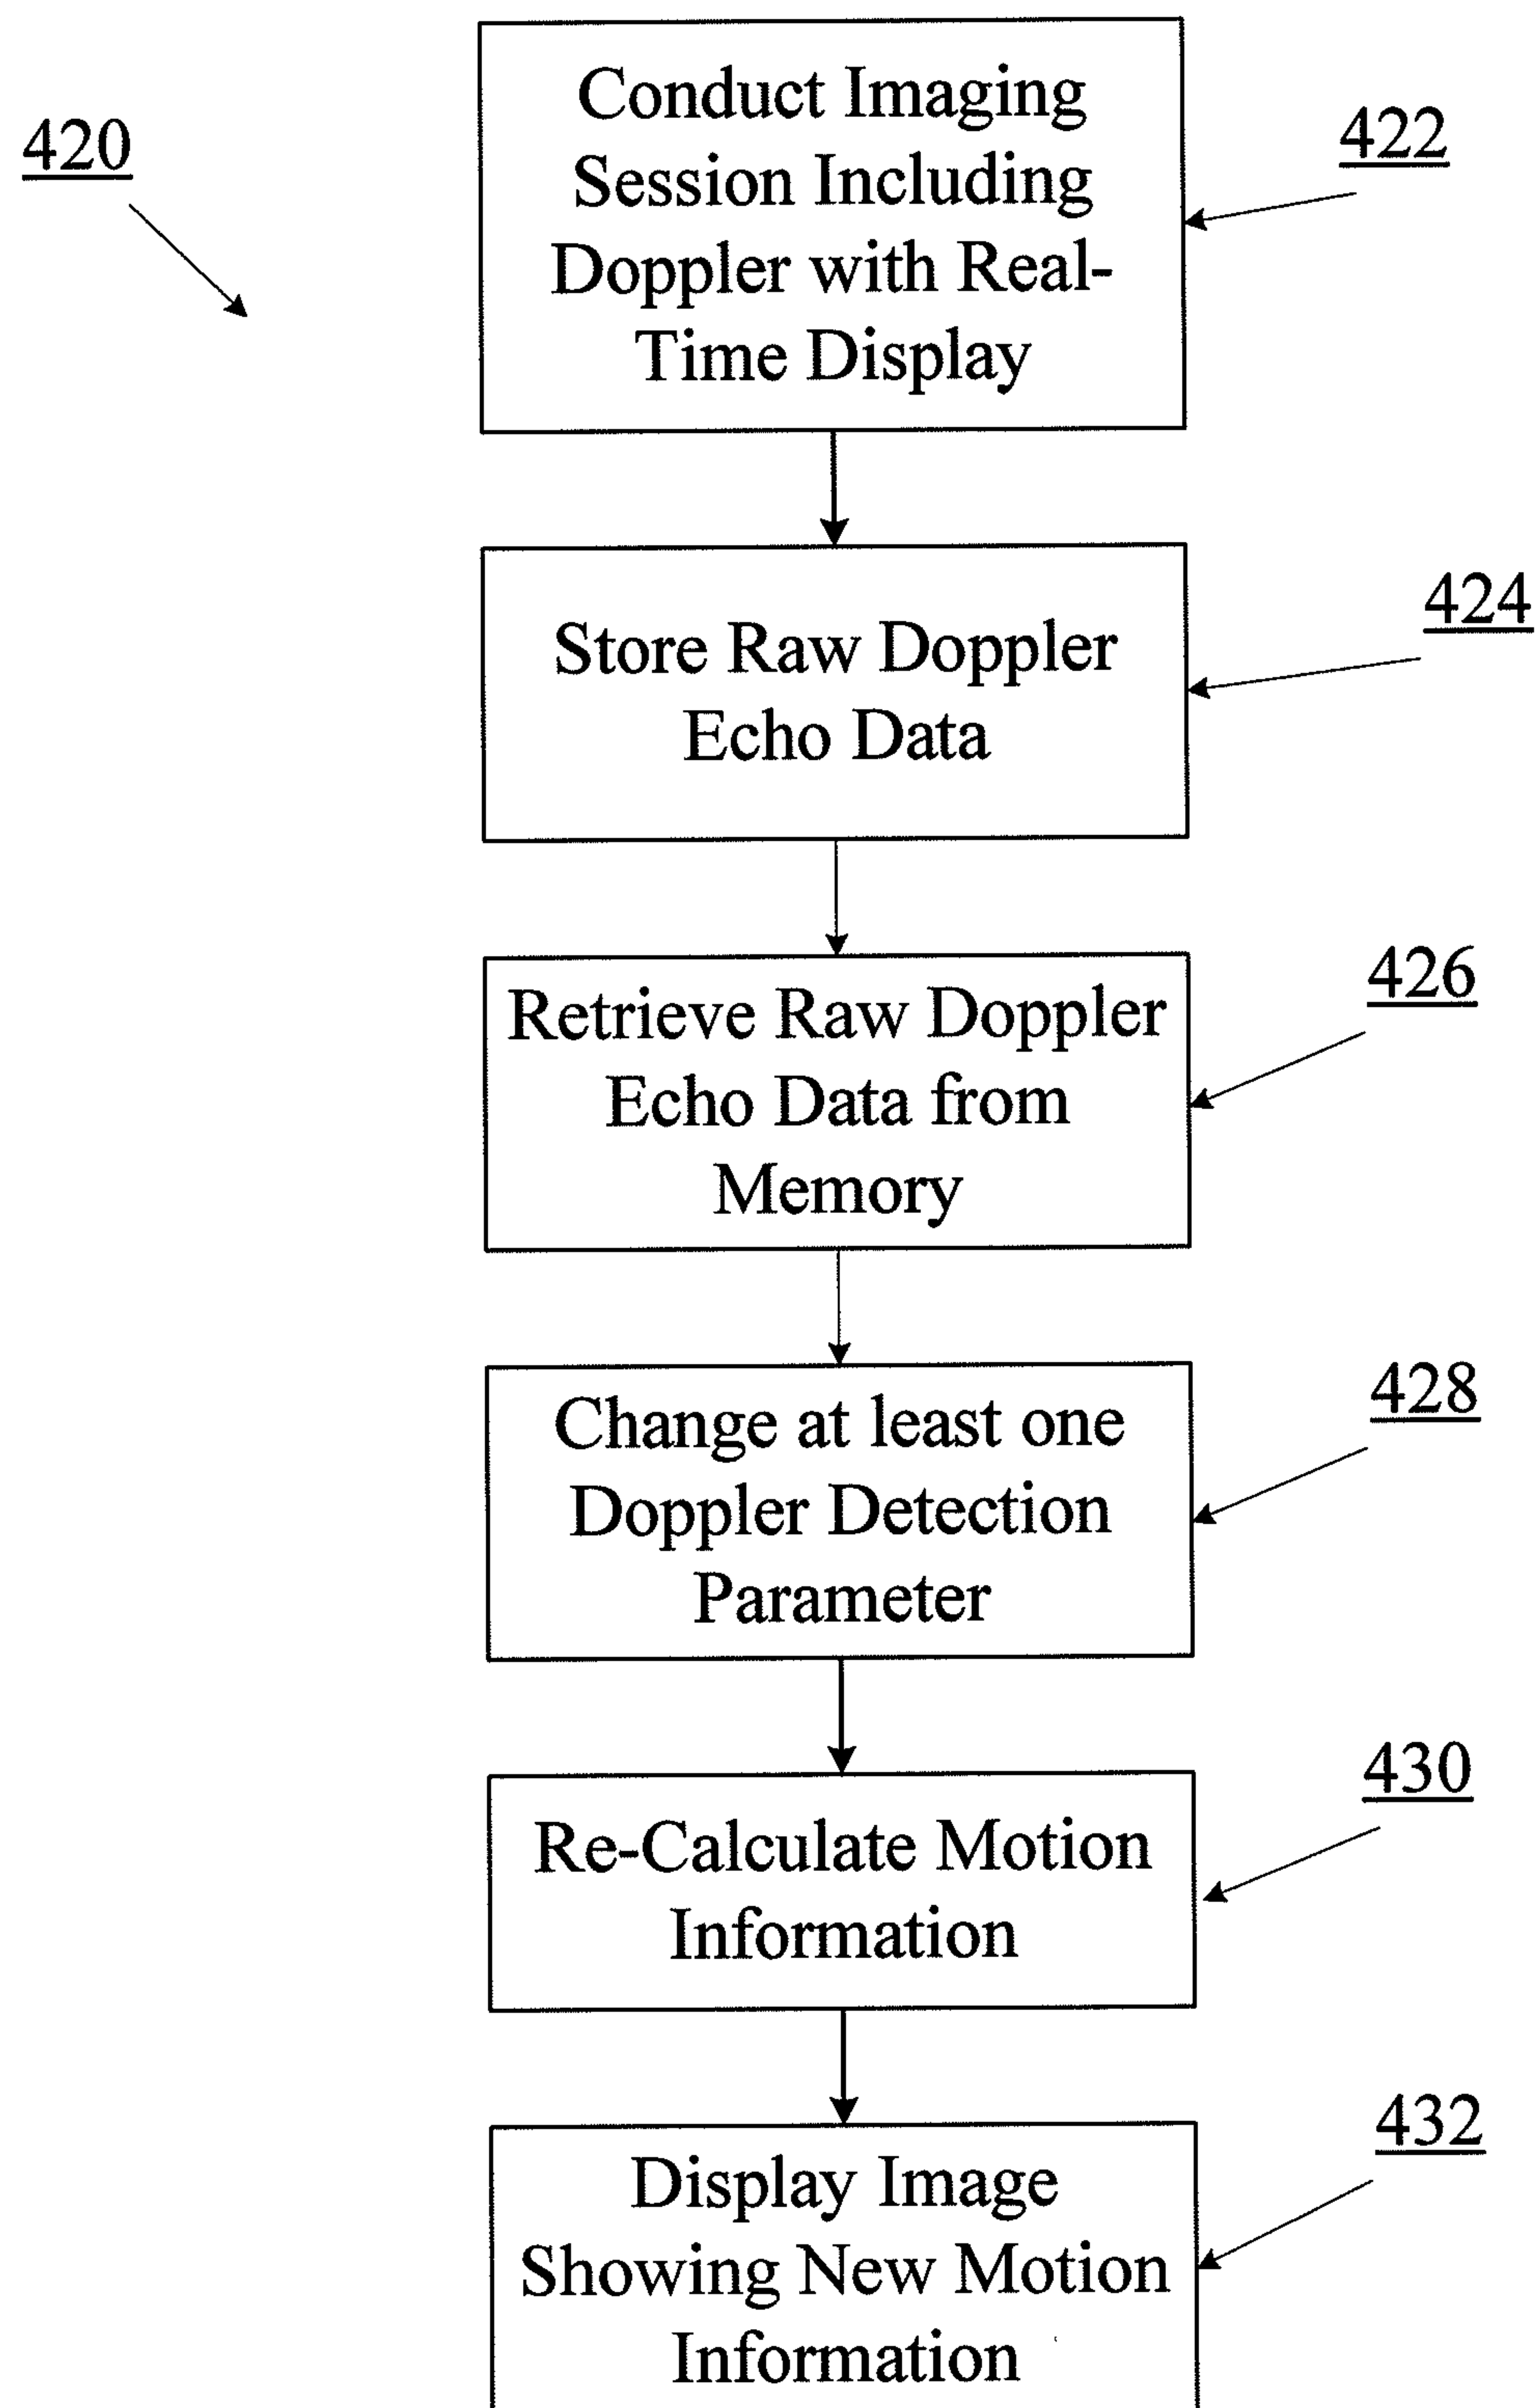 420
Conduct Imaging
Session Including
Doppler with Real-
Time Display
422
Store Raw Doppler
Echo Data
424
Retrieve Raw Doppler
Echo Data from
Memory
426
Change at least one
Doppler Detection
Parameter
428
Re-Calculate Motion
Information
430
Display Image
Showing New Motion
Information
432